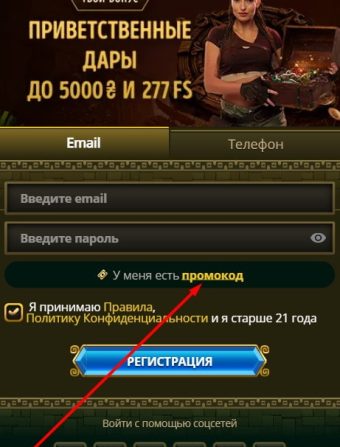 ПРИВЕТСТВЕННЫЕ
ДАРЫ
ДО 5000 ₴ И 277 FS
Email
Телефон
Введите email
Введите пароль
У меня есть промокод
Я принимаю Правила,
Политику Конфиденциальности и я старше 21 года
РЕГИСТРАЦИЯ
Войти с помощью соцсетей